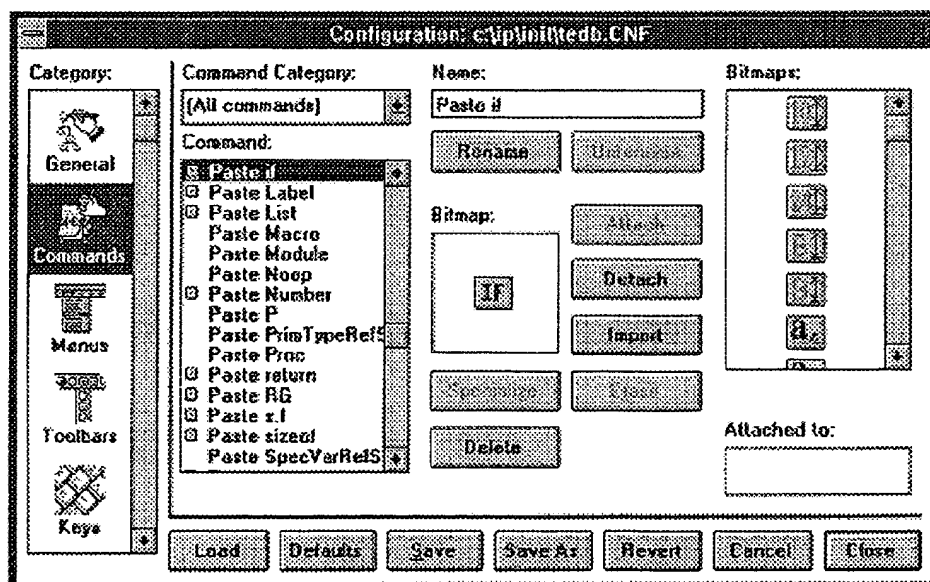 Configuration: c:\ip\init\tedb.CNF
Category:
General
Commands
Menus
Toolbars
Keys
Command Category:
(All commands)
Command:
Paste if
Paste Label
Paste List
Paste Macro
Paste Module
Paste Noop
Paste Number
Paste P
Paste PrimTypeRefS
Paste Proc
Paste return
Paste RG
Paste s.f
Paste sizeof
Paste SpecVarRefS
Name:
Paste if
Rename
Bitmap:
IF
Attach
Detach
Import
Delete
Bitmaps:
a.
Attached to:
Load
Defaults
Save
Save As
Revert
Cancel
Close